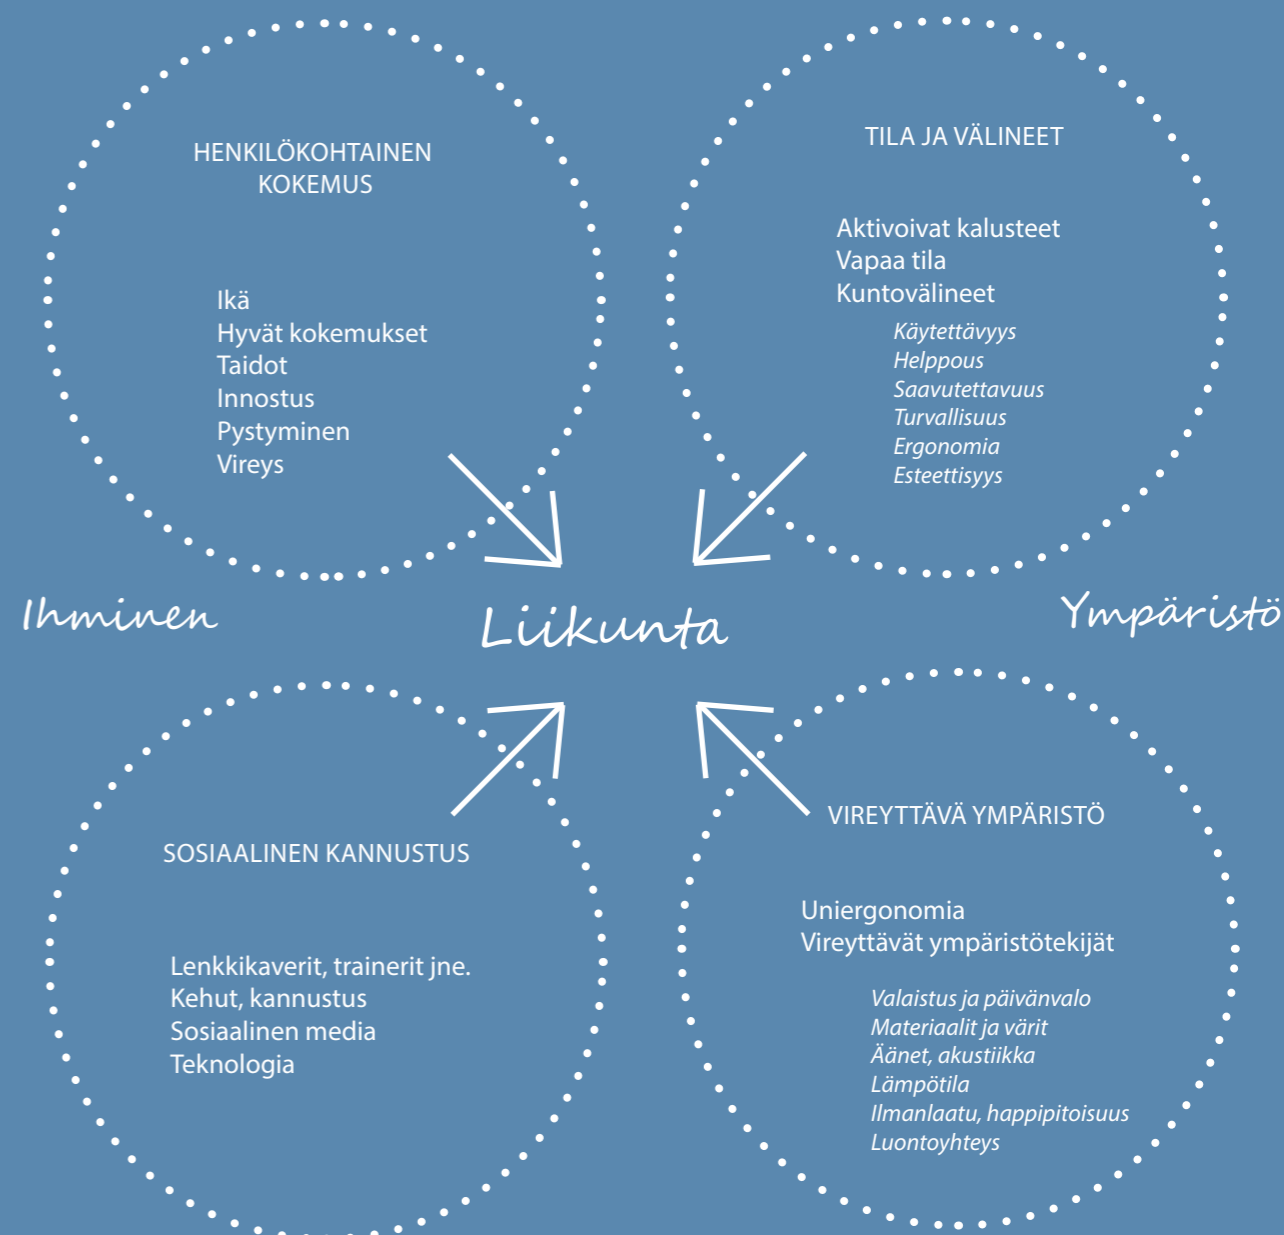 HENKILÖKOHTAINEN
KOKEMUS
Ikä
Hyvät kokemukset
Taidot
Innostus
Pystyminen
Vireys
TILA JA VÄLINEET
Aktivoivat kalusteet
Vapaa tila
Kuntovälineet
Käytettävyys
Helppous
Saavutettavuus
Turvallisuus
Ergonomia
Esteettisyys
Ihminen
Liikunta
Ympäristö
SOSIAALINEN KANNUSTUS
Lenkkikaverit, trainerit jne.
Kehut, kannustus
Sosiaalinen media
Teknologia
VIREYTTÄVÄ YMPÄRISTÖ
Uniergonomia
Vireyttävät ympäristötekijät
Valaistus ja päivänvalo
Materiaalit ja värit
Äänet, akustiikka
Lämpötila
Ilmanlaatu, happipitoisuus
Luontoyhteys